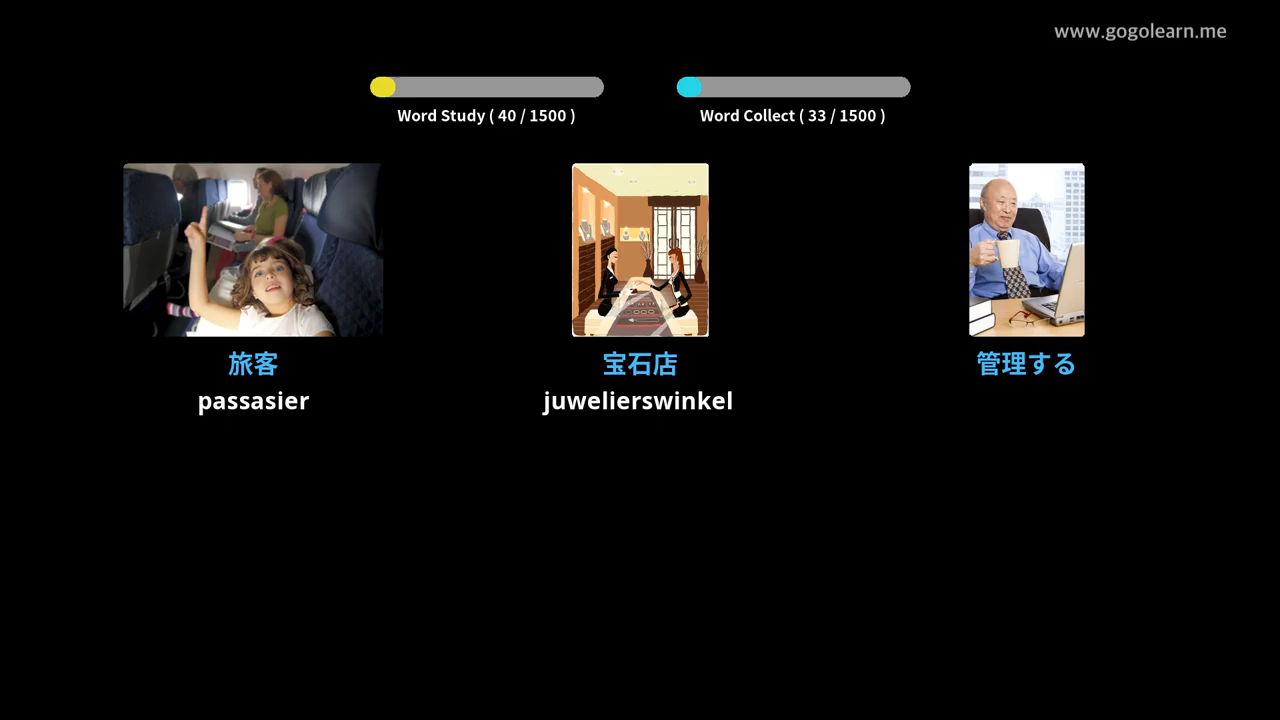 www.gogolearn.me
Word Study ( 40 / 1500 )
Word Collect ( 33 / 1500 )
旅客
passasier
宝石店
juwelierswinkel
管理する